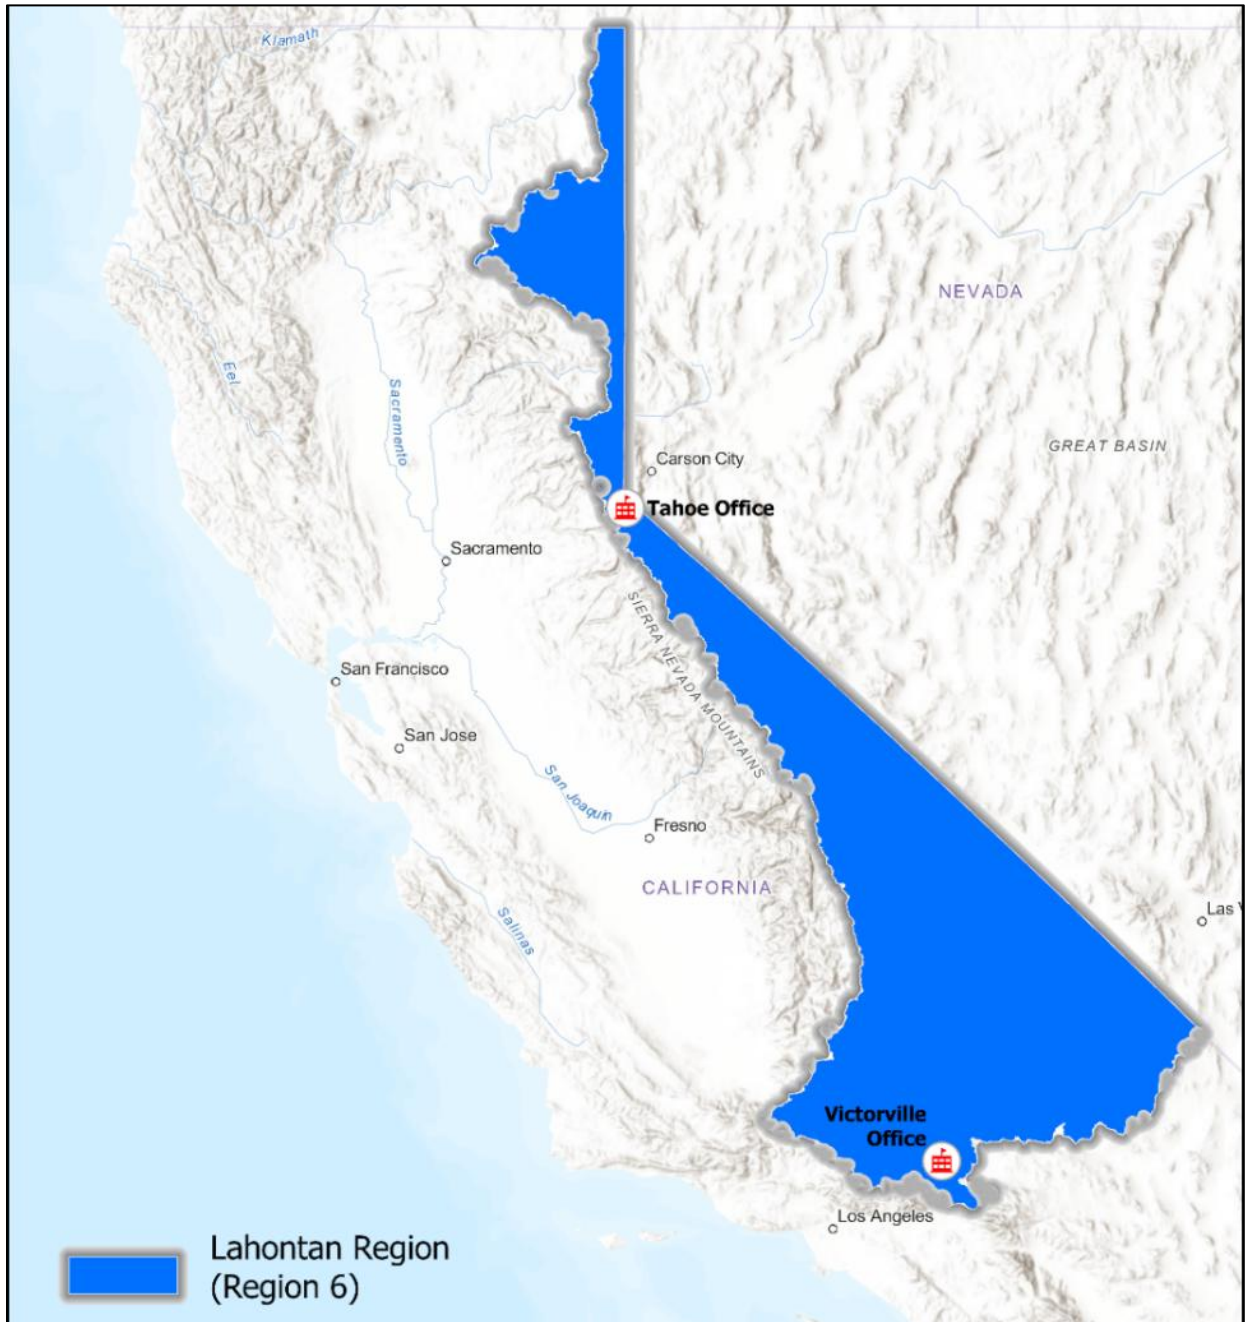 Klamath
NEVADA
Eel
Sacramento
GREAT BASIN
Carson City
Tahoe Office
Sacramento
SIERRA NEVADA MOUNTAINS
San Francisco
San Jose
San Joaquin
Fresno
CALIFORNIA
Salinas
Las V
Victorville
Office
Los Angeles
Lahontan Region
(Region 6)